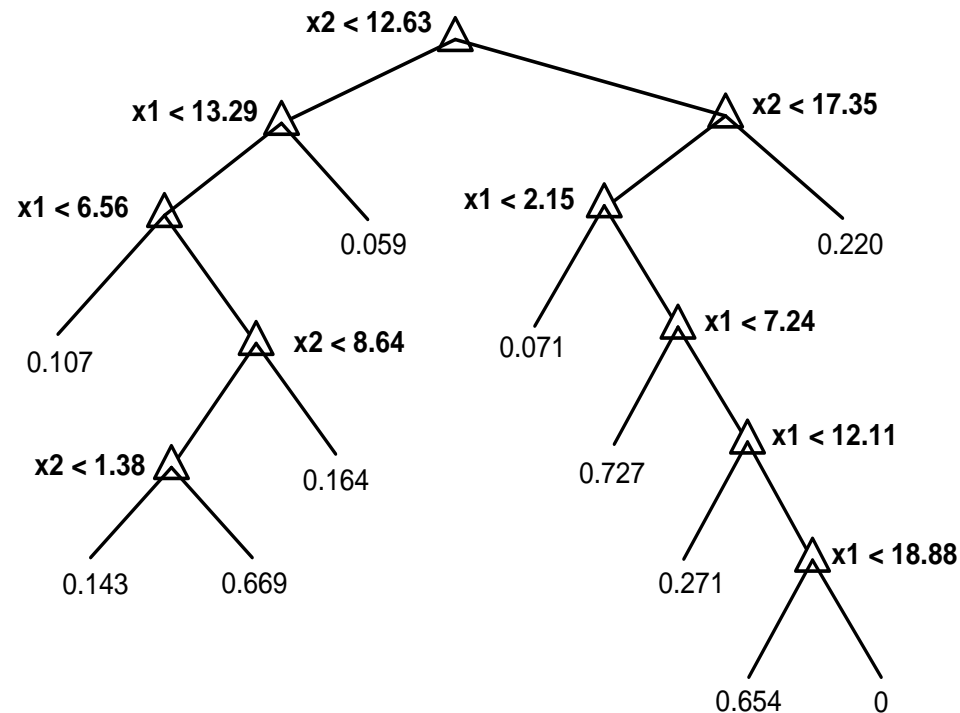 x2 < 12.63
x1 < 13.29
x2 < 17.35
x1 < 6.56
x1 < 2.15
0.059
0.220
x2 < 8.64
x1 < 7.24
0.107
0.071
x2 < 1.38
x1 < 12.11
0.164
0.727
0.143
0.669
0.271
x1 < 18.88
0.654
0